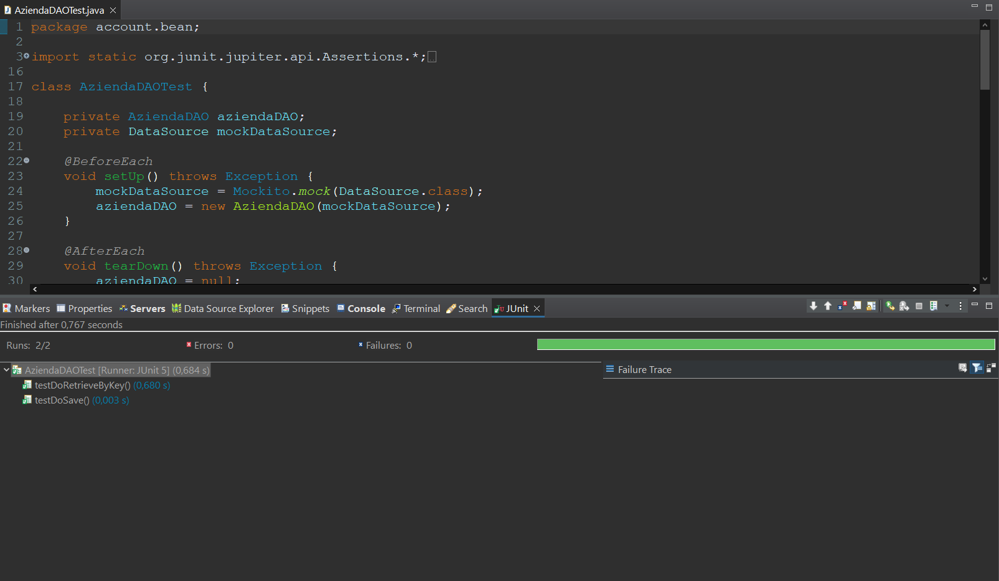 AziendaDAOTest.java
1 package account.bean;
2
3 import static org.junit.jupiter.api.Assertions.*;
16
17 class AziendaDAOTest {
18
19 private AziendaDAO aziendaDAO;
20 private DataSource mockDataSource;
21
22 @BeforeEach
23 void setUp() throws Exception {
24 mockDataSource = Mockito.mock(DataSource.class);
25 aziendaDAO = new AziendaDAO(mockDataSource);
26 }
27
28 @AfterEach
29 void tearDown() throws Exception {
30 aziendaDAO = null;
Markers Properties Servers Data Source Explorer Snippets Console Terminal Search JUnit
Finished after 0,767 seconds
Runs: 2/2 Errors: 0 Failures: 0
AziendaDAOTest [Runner: JUnit 5] (0,684 s) Failure Trace
testDoRetrieveByKey() (0,680 s)
testDoSave() (0,003 s)